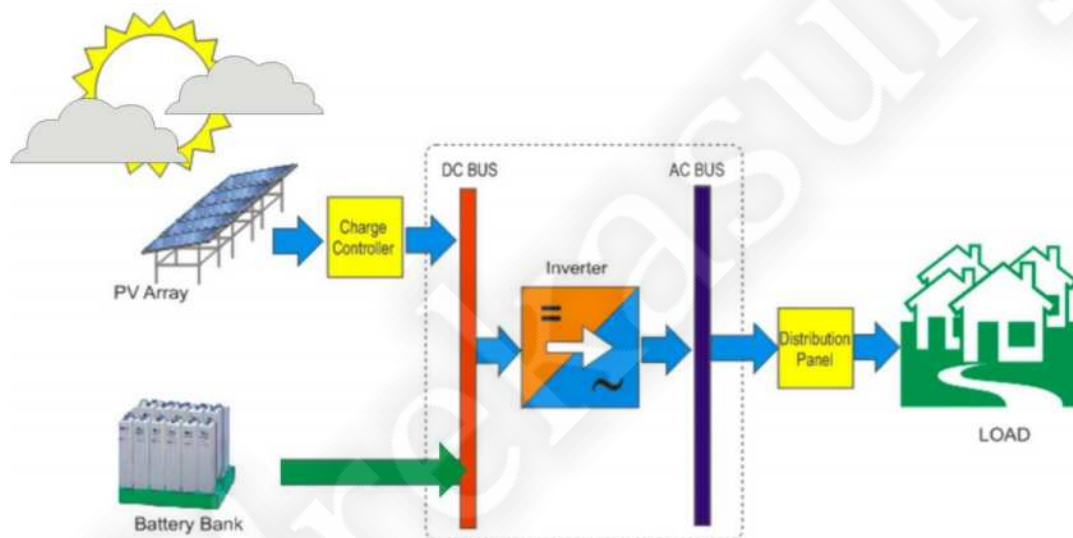 DC BUS
AC BUS
Charge
Controller
Inverter
PV Array
Distribution
Panel
LOAD
Battery Bank